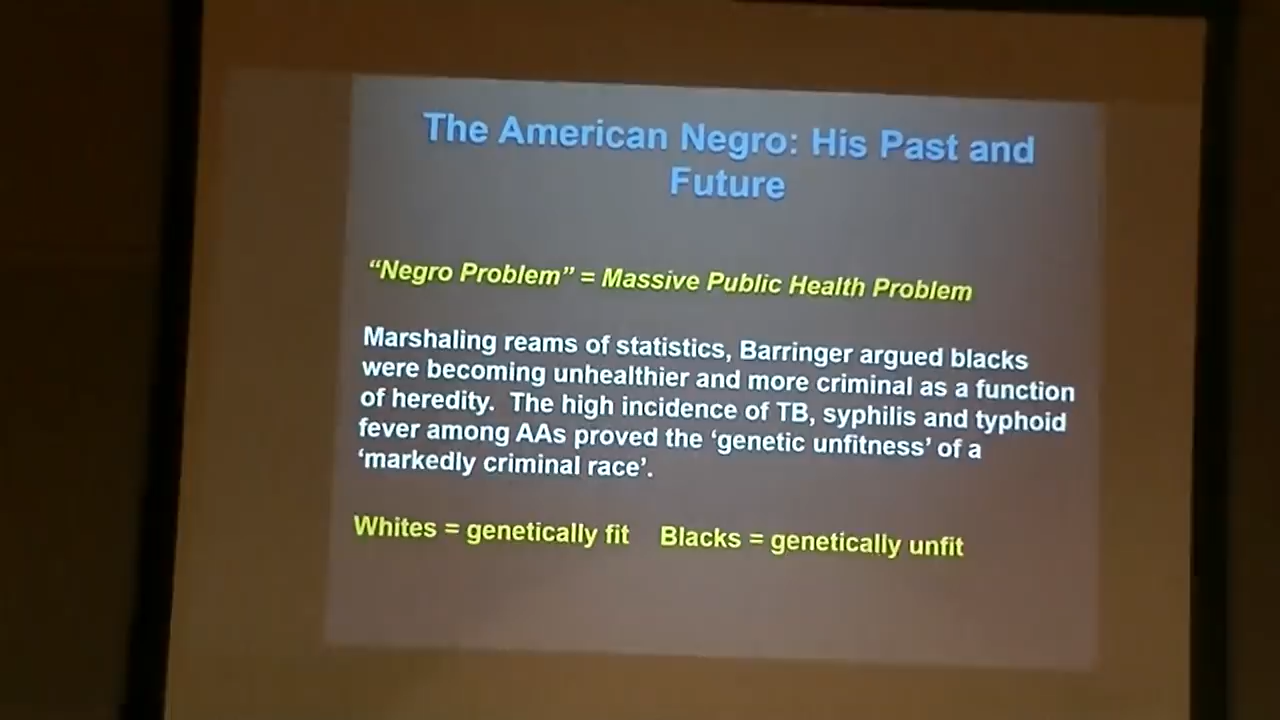 The American Negro: His Past and
Future
“Negro Problem” = Massive Public Health Problem
Marshaling reams of statistics, Barringer argued blacks
were becoming unhealthier and more criminal as a function
of heredity.  The high incidence of TB, syphilis and typhoid
fever among AAs proved the ‘genetic unfitness’ of a
‘markedly criminal race’.
Whites = genetically fit    Blacks = genetically unfit